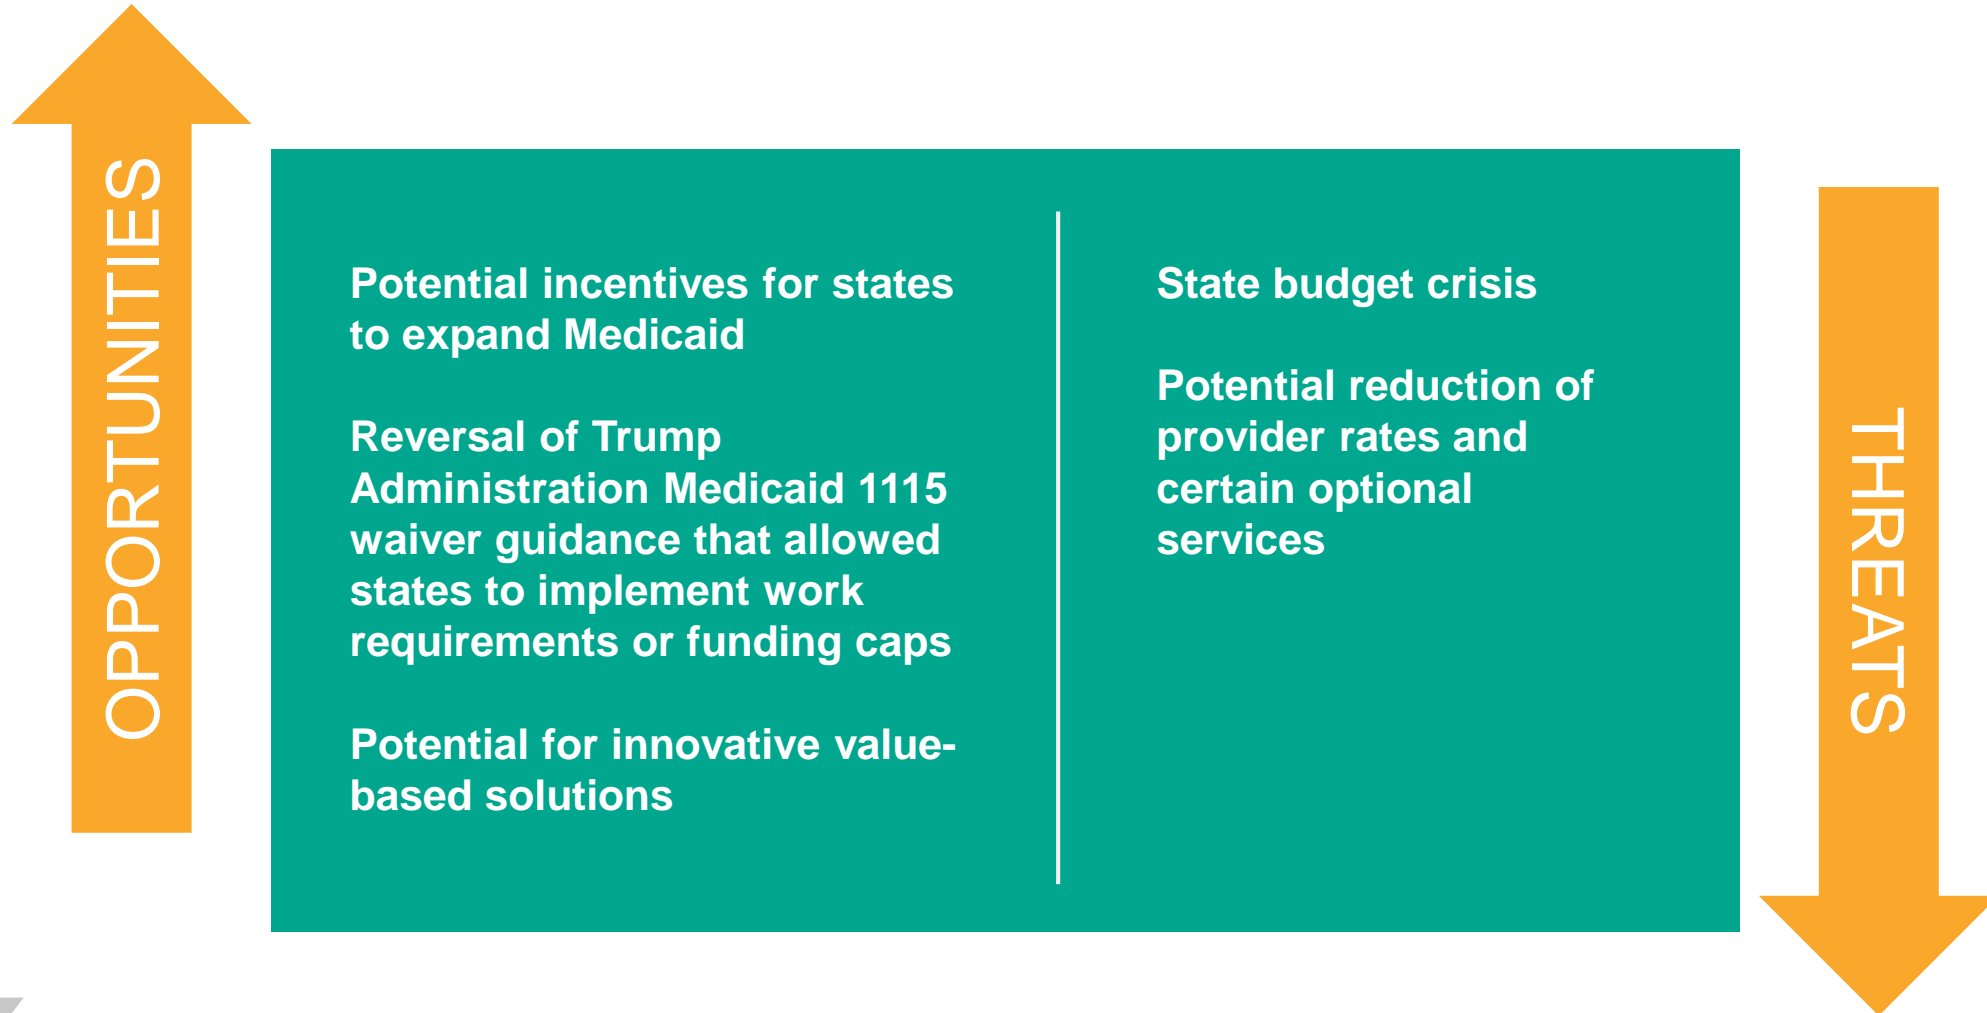 OPPORTUNITIES
Potential incentives for states
to expand Medicaid
Reversal of Trump
Administration Medicaid 1115
waiver guidance that allowed
states to implement work
requirements or funding caps
Potential for innovative value-
based solutions
State budget crisis
Potential reduction of
provider rates and
certain optional
services
THREATS